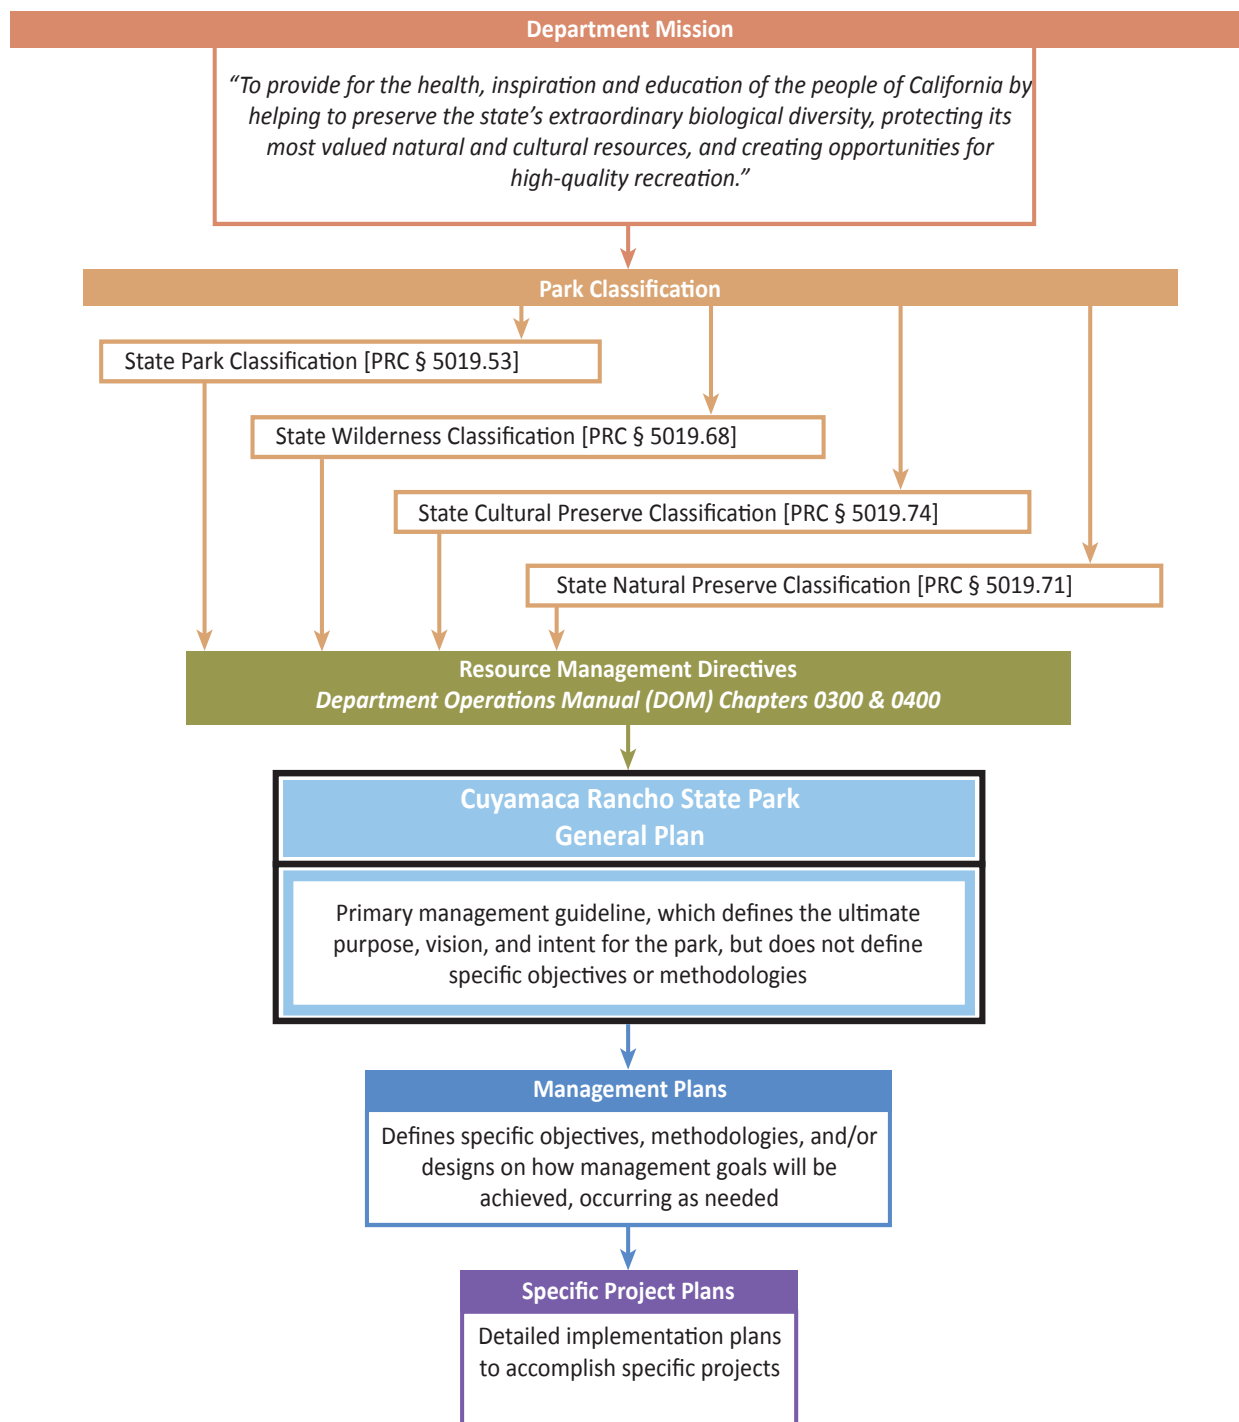 Department Mission
“To provide for the health, inspiration and education of the people of California by
helping to preserve the state’s extraordinary biological diversity, protecting its
most valued natural and cultural resources, and creating opportunities for
high-quality recreation.”
Park Classification
State Park Classification [PRC § 5019.53]
State Wilderness Classification [PRC § 5019.68]
State Cultural Preserve Classification [PRC § 5019.74]
State Natural Preserve Classification [PRC § 5019.71]
Resource Management Directives
Department Operations Manual (DOM) Chapters 0300 & 0400
Cuyamaca Rancho State Park
General Plan
Primary management guideline, which defines the ultimate
purpose, vision, and intent for the park, but does not define
specific objectives or methodologies
Management Plans
Defines specific objectives, methodologies, and/or
designs on how management goals will be
achieved, occurring as needed
Specific Project Plans
Detailed implementation plans
to accomplish specific projects